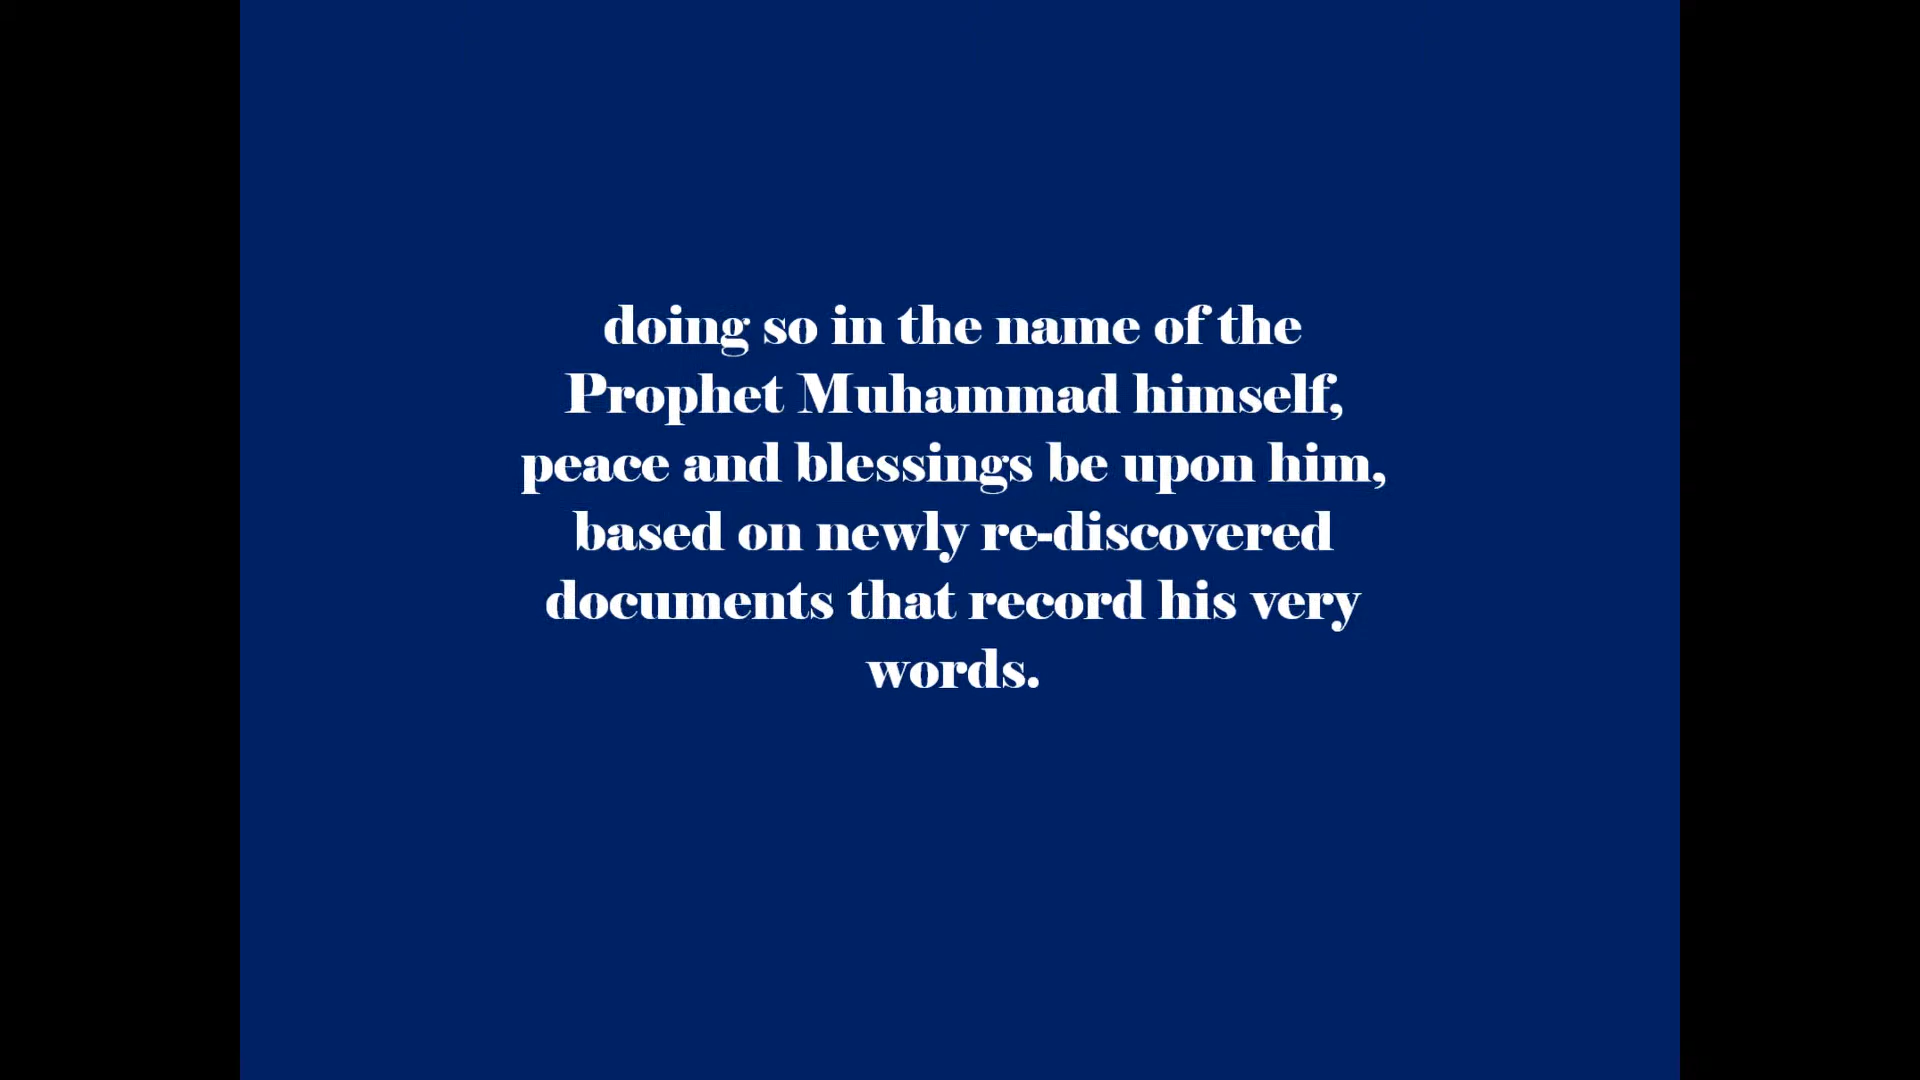 doing so in the name of the
Prophet Muhammad himself,
peace and blessings be upon him,
based on newly re-discovered
documents that record his very
words.